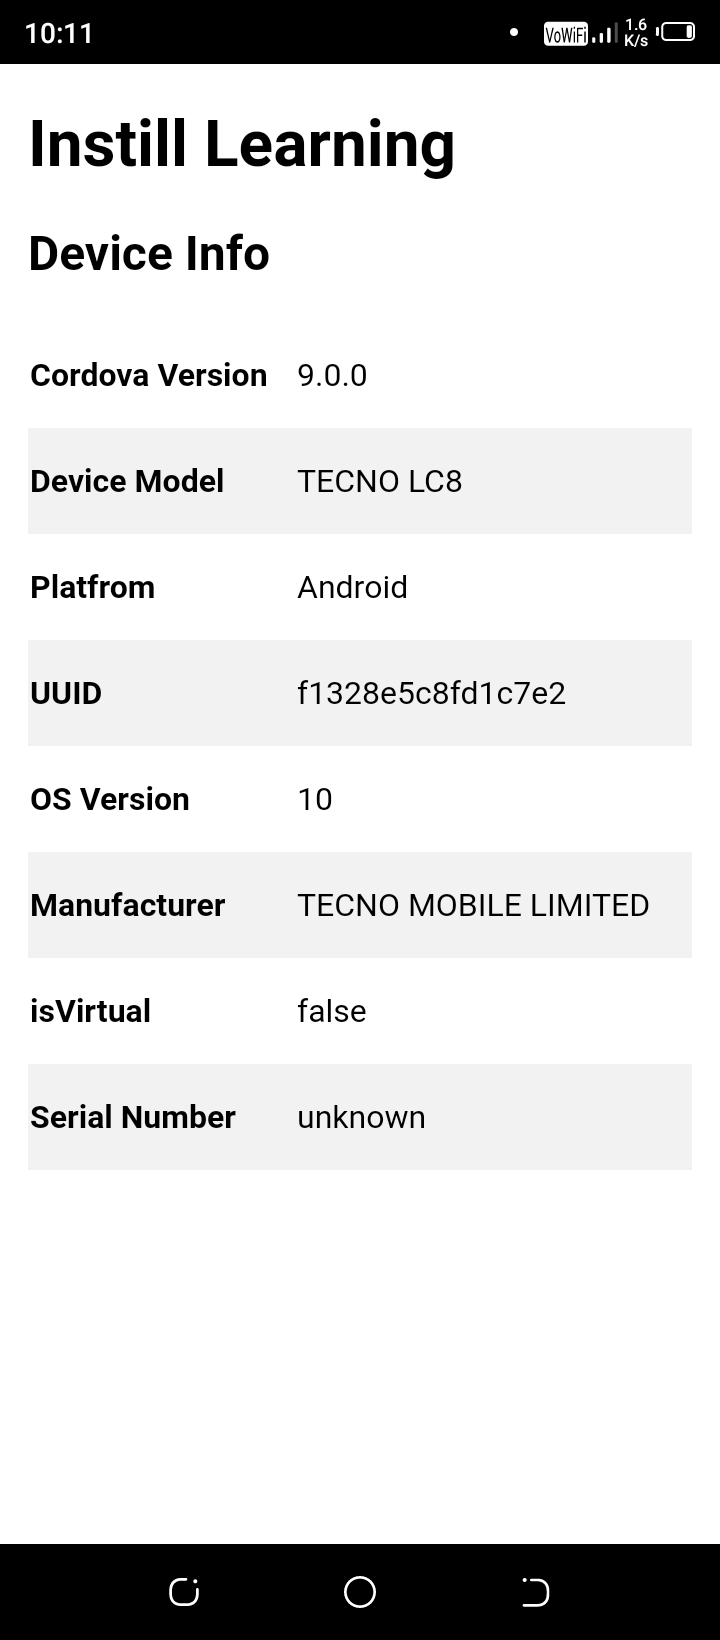 10:11
VoWiFi 1.6 K/s
Instill Learning
Device Info
Cordova Version 9.0.0
Device Model TECNO LC8
Platfrom Android
UUID f1328e5c8fd1c7e2
OS Version 10
Manufacturer TECNO MOBILE LIMITED
isVirtual false
Serial Number unknown